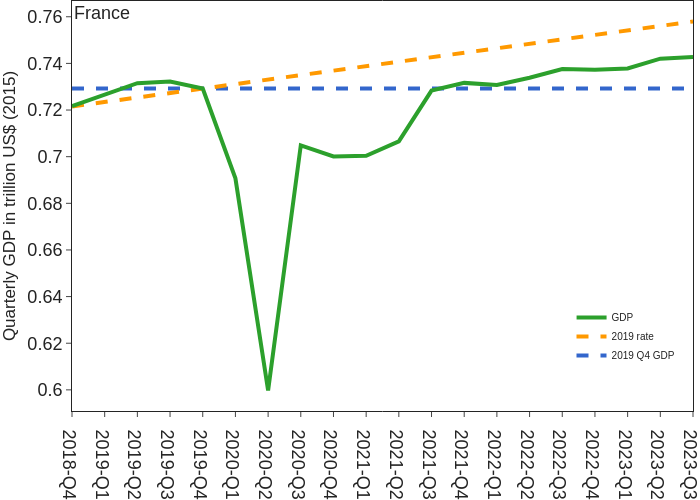 France
Quarterly GDP in trillion US$ (2015)
0.76
0.74
0.72
0.7
0.68
0.66
0.64
0.62
0.6
GDP
2019 rate
2019 Q4 GDP
2018-Q4
2019-Q1
2019-Q2
2019-Q3
2019-Q4
2020-Q1
2020-Q2
2020-Q3
2020-Q4
2021-Q1
2021-Q2
2021-Q3
2021-Q4
2022-Q1
2022-Q2
2022-Q3
2022-Q4
2023-Q1
2023-Q2
2023-Q3